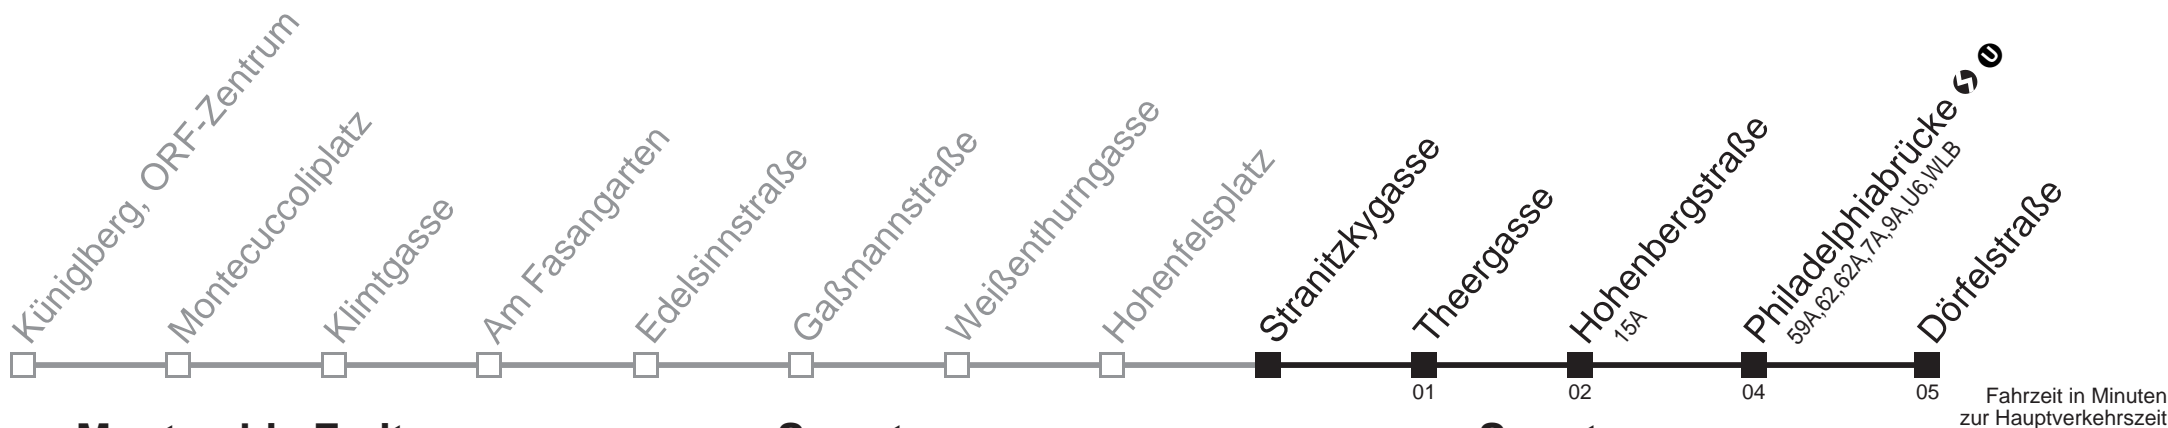 Küniglberg, ORF-Zentrum
Montecuccoliplatz
Klimtgasse
Am Fasangarten
Edelsinnstraße
Gaßmannstraße
Weißenthurngasse
Hohenfelsplatz
Stranitzkygasse
Theergasse
Hohenbergstraße
15A
Philadelphiabrücke S U
59A,62,62A,7A,9A,U6,WLB
Dörfelstraße
01 02 04 05
Fahrzeit in Minuten
zur Hauptverkehrszeit